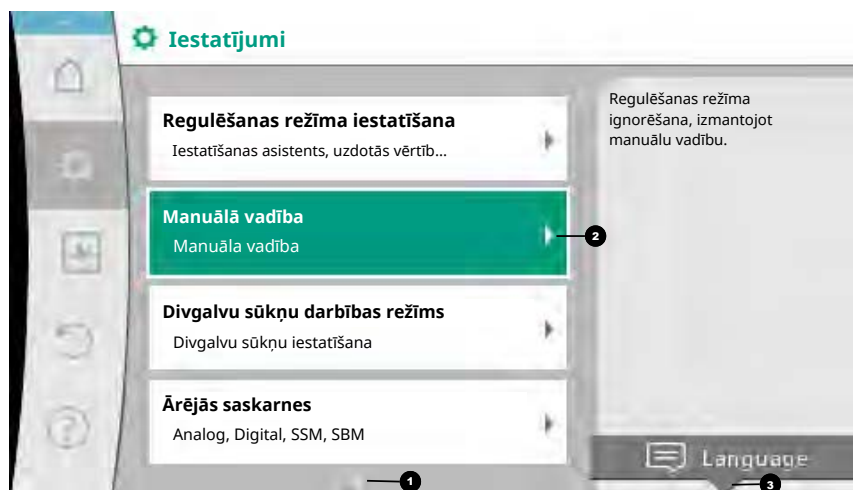 Iestatījumi
Regulēšanas režīma iestatīšana
Iestatīšanas asistents, uzdotās vērtīb...
Manuālā vadība
Manuāla vadība
2
Divgalvu sūkņu darbības režīms
Divgalvu sūkņu iestatīšana
Ārējās saskarnes
Analog, Digital, SSM, SBM
1
Regulēšanas režīma
ignorēšana, izmantojot
manuālu vadību.
Language
3